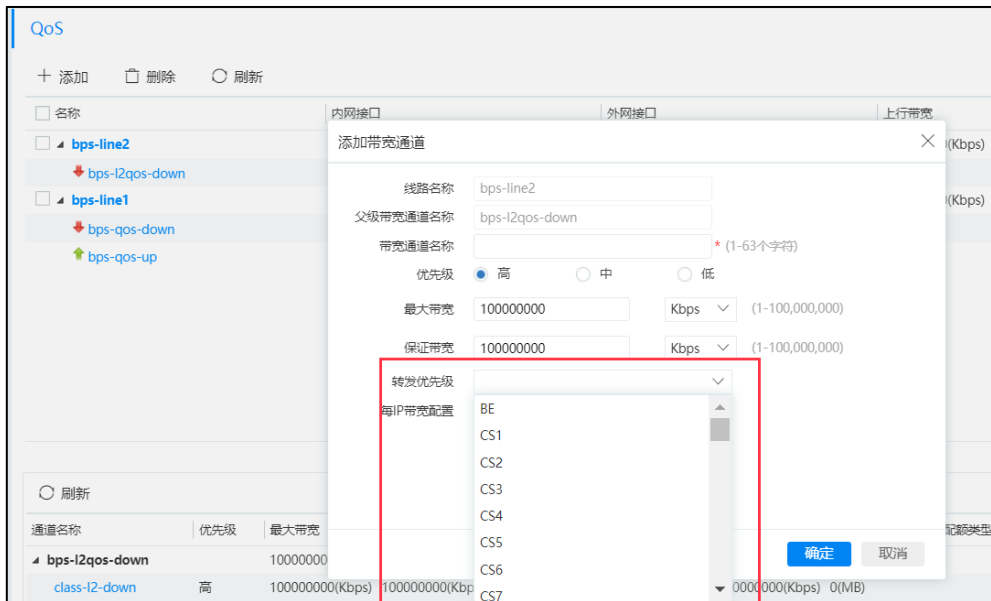 QoS
添加 删除 刷新
名称 内网接口 外网接口 上行带宽
bps-line2 (Kbps)
bps-l2qos-down
bps-line1 (Kbps)
bps-qos-down
bps-qos-up
添加带宽通道
线路名称 bps-line2
父级带宽通道名称 bps-l2qos-down
带宽通道名称 * (1-63个字符)
优先级 高 中 低
最大带宽 100000000 Kbps (1-100,000,000)
保证带宽 100000000 Kbps (1-100,000,000)
转发优先级
每IP带宽配置
BE
CS1
CS2
CS3
CS4
CS5
CS6
CS7
确定 取消
刷新
通道名称 优先级 最大带宽 配额类型
bps-l2qos-down 10000000
class-l2-down 高 100000000(Kbps) 100000000(Kbp 0000000(Kbps) 0(MB)